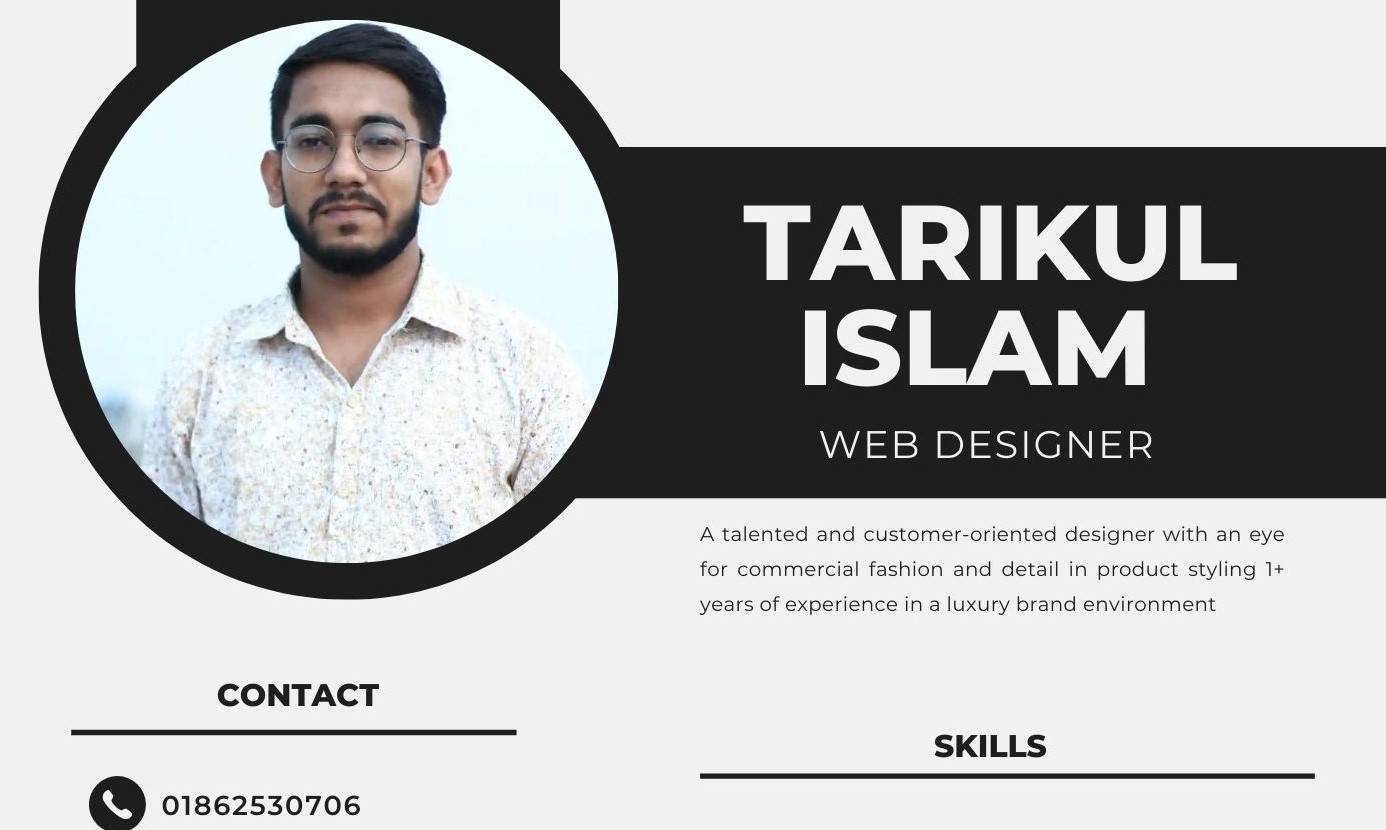 TARIKUL
ISLAM
WEB DESIGNER
A talented and customer-oriented designer with an eye
for commercial fashion and detail in product styling 1+
years of experience in a luxury brand environment
CONTACT
01862530706
SKILLS